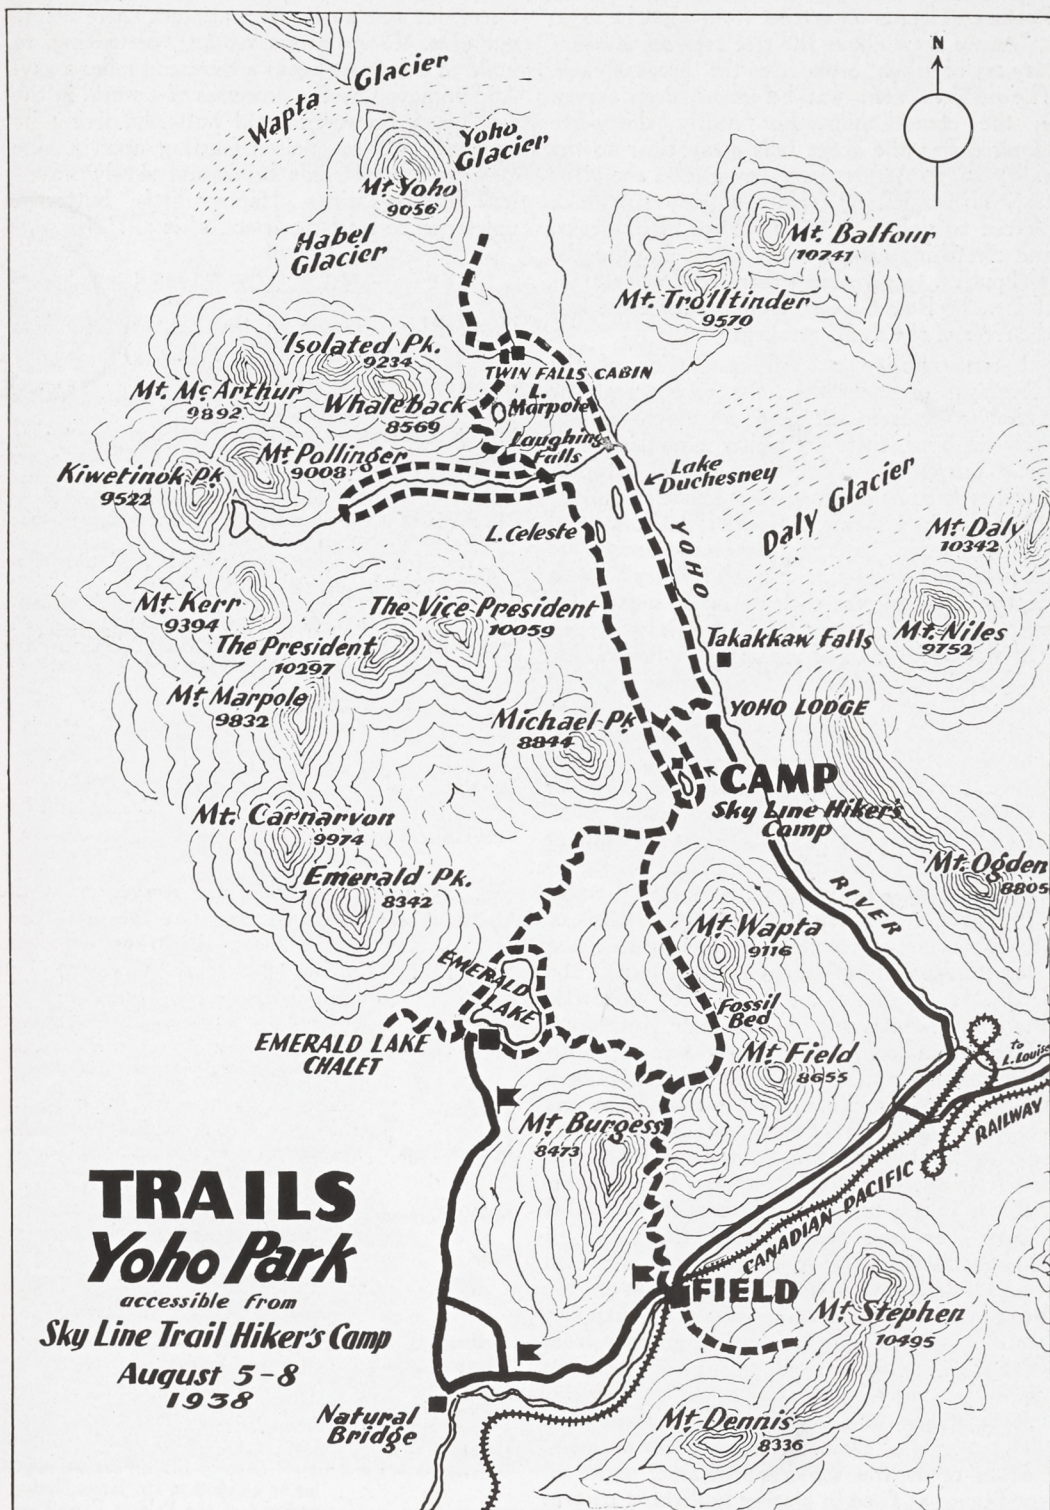 N
Wapta Glacier
Yoho
Glacier
Mt. Yoho
9056
Habel
Glacier
Mt. Balfour
10741
Mt. Trolltinder
9570
Isolated Pk.
9234
Mt. McArthur
9892
Whaleback
8569
TWIN FALLS CABIN
L.
Marpole
Laughing
Falls
Mt. Pollinger
9008
Kiwetinok Pk
9522
Lake
Duchesney
Daly Glacier
Mt. Daly
10342
L. Celeste
YOHO
Mt. Kerr
9394
The Vice President
10059
The President
10297
Mt. Niles
9752
Takakkaw Falls
Mt. Marpole
9832
Michael Pk
8844
YOHO LODGE
CAMP
Sky Line Hiker's
Camp
Mt. Carnarvon
9974
Emerald Pk.
8342
Mt. Ogden
8805
RIVER
Mt. Wapta
9116
EMERALD
LAKE
Fossil
Bed
EMERALD LAKE
CHALET
Mt. Field
8655
to
L. Louise
Mt. Burgess
8473
CANADIAN PACIFIC RAILWAY
FIELD
Mt. Stephen
10495
Mt. Dennis
8336
Natural
Bridge
TRAILS
Yoho Park
accessible from
Sky Line Trail Hiker's Camp
August 5-8
1938